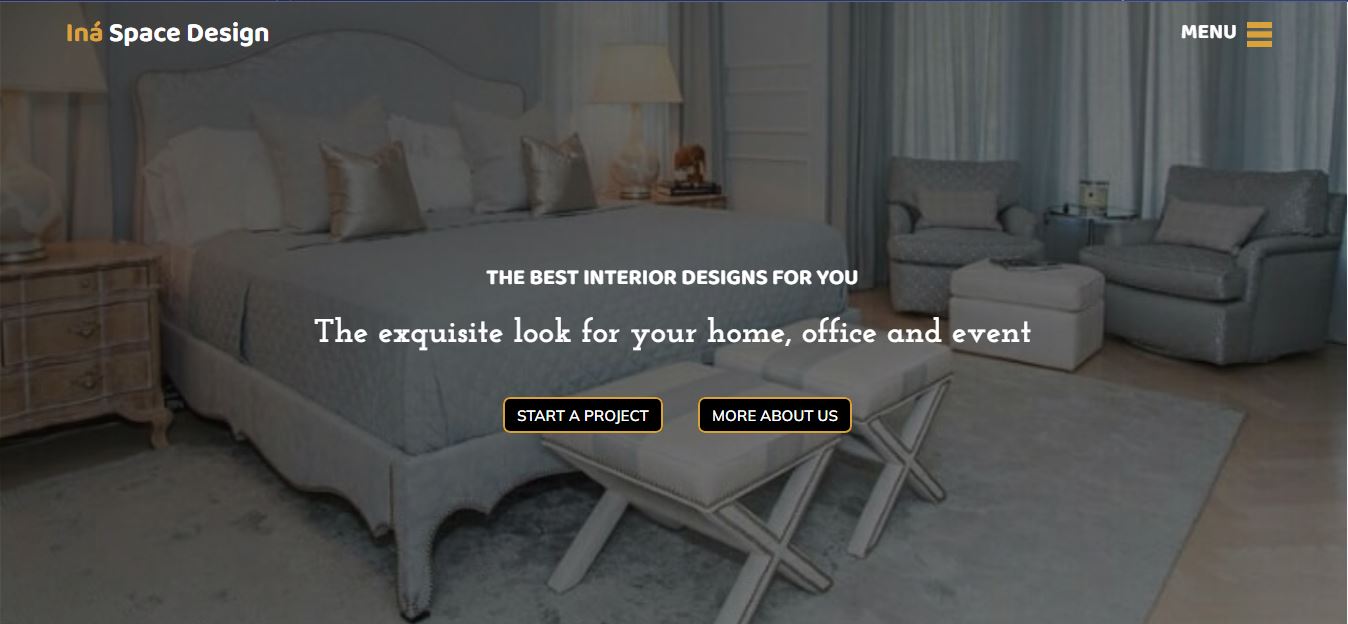 Iná Space Design
MENU
THE BEST INTERIOR DESIGNS FOR YOU
The exquisite look for your home, office and event
START A PROJECT
MORE ABOUT US